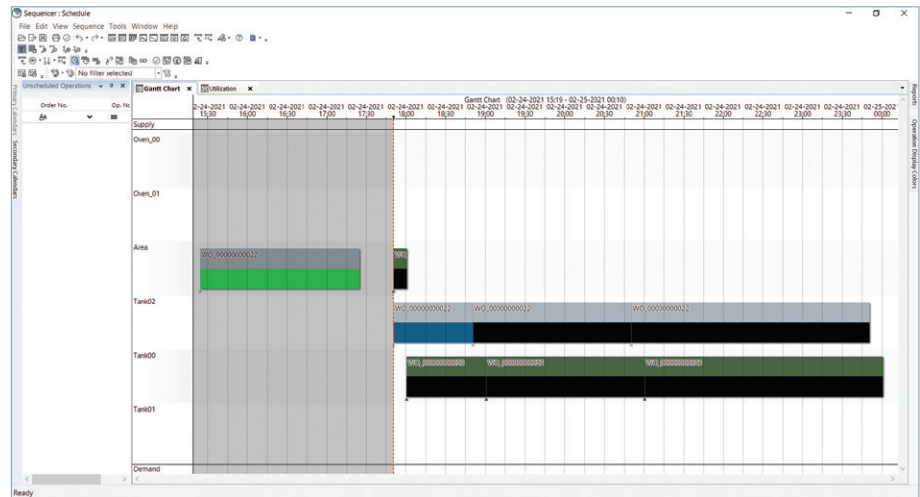 Sequencer : Schedule
File Edit View Sequence Tools Window Help
No filter selected
Unscheduled Operations
Gantt Chart
Utilization
Order No. Op. No
Gantt Chart (02-24-2021 15:19 - 02-25-2021 00:10)
2-24-2021 02-24-2021 02-24-2021 02-24-2021 02-24-2021 02-24-2021 02-24-2021 02-24-2021 02-24-2021 02-24-2021 02-24-2021 02-24-2021 02-24-2021 02-24-2021 02-24-2021 02-24-2021 02-24-2021 02-25-202
15:30 16:00 16:30 17:00 17:30 18:00 18:30 19:00 19:30 20:00 20:30 21:00 21:30 22:00 22:30 23:00 23:30 00:00
Supply
Oven_00
Oven_01
Area
WO_00000000022
Tank02
WO_00000000022 WO_00000000022 WO_00000000022
Tank00
Tank01
Demand
Primary Calendars
Secondary Calendars
Reports
Operation Display Colors
Ready